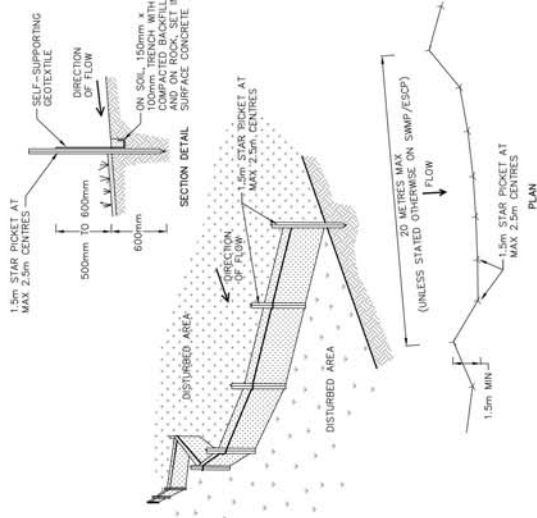 1.5m STAR PICKET AT
MAX 2.5m CENTRES
SELF-SUPPORTING
GEOTEXTILE
DIRECTION
OF FLOW
500mm TO 600mm
600mm
ON SOIL, 150mm x
100mm TRENCH WITH
COMPACTED BACKFILL
AND ON ROCK, SET I
SURFACE CONCRETE
SECTION DETAIL
DISTURBED AREA
DIRECTION
OF FLOW
1.5m STAR PICKET AT
MAX 2.5m CENTRES
DISTURBED AREA
20 METRES MAX
(UNLESS STATED OTHERWISE ON SWMP/ESCP)
FLOW
1.5m MIN
1.5m STAR PICKET AT
MAX 2.5m CENTRES
PLAN